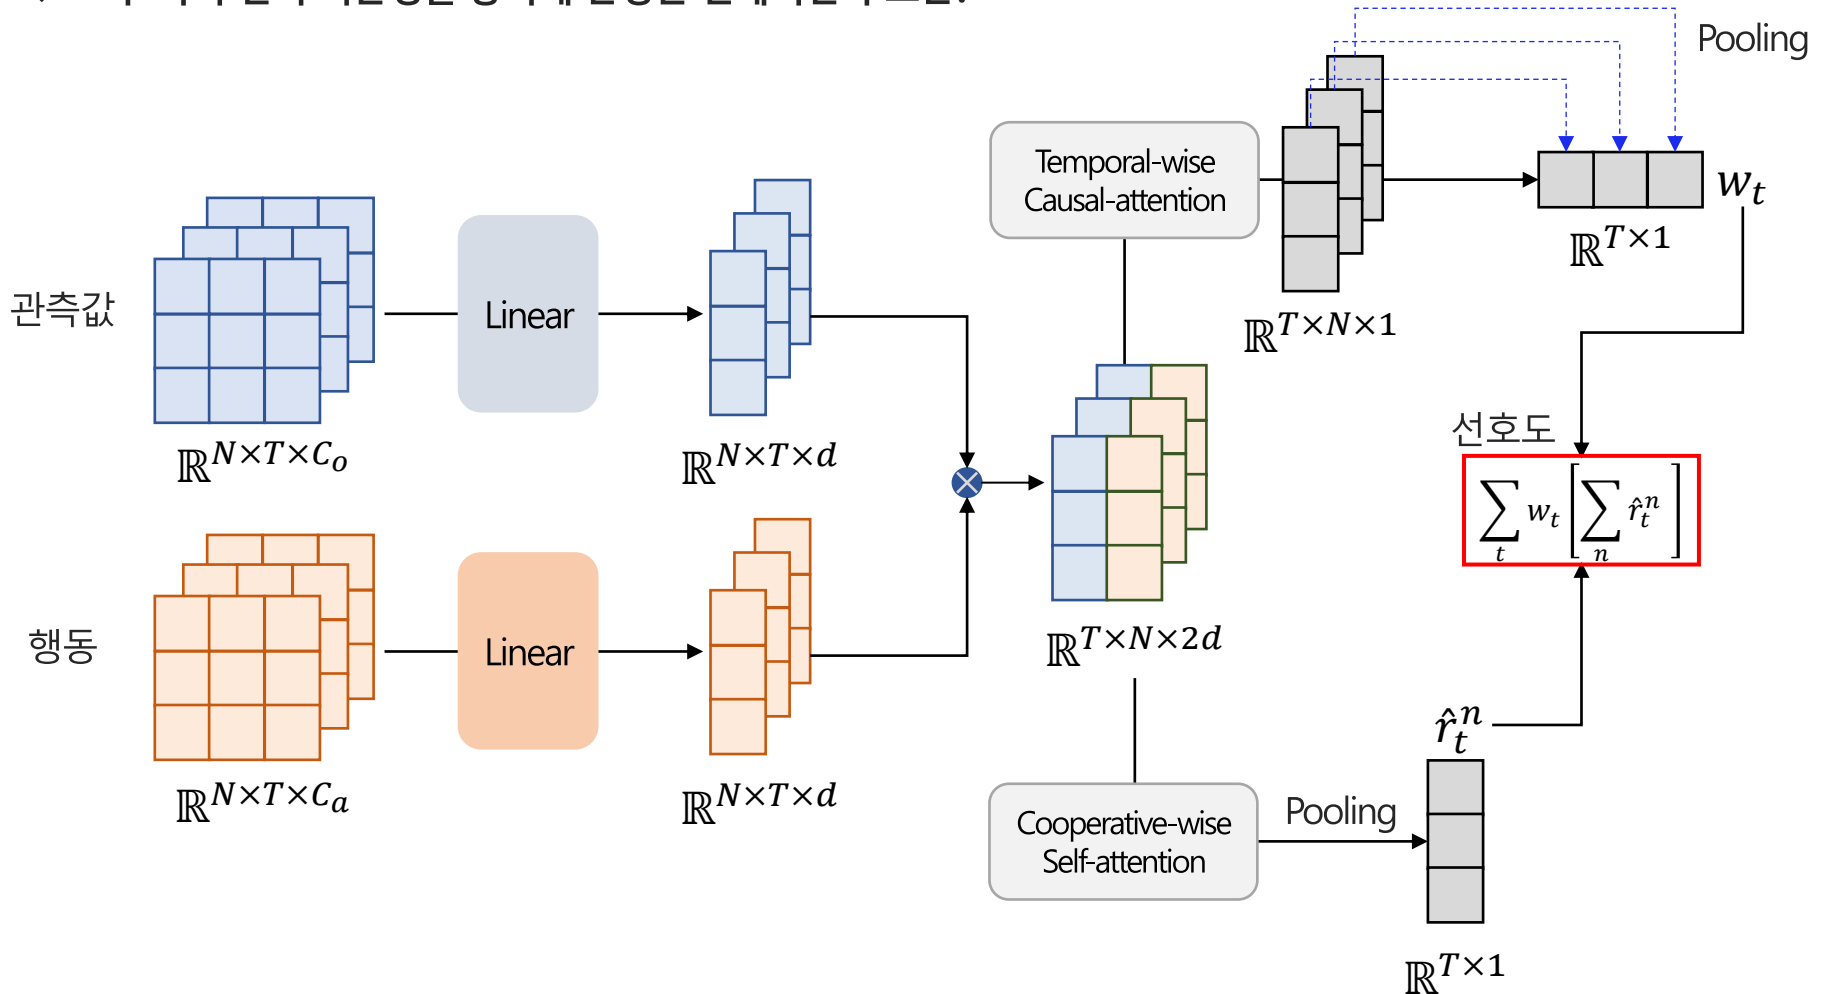 Pooling
Temporal-wise
Causal-attention
w_t
ℝ^{T×1}
ℝ^{T×N×1}
관측값
Linear
ℝ^{N×T×C_o}
ℝ^{N×T×d}
선호도
∑_t w_t [∑_n r̂_t^n]
행동
Linear
ℝ^{T×N×2d}
ℝ^{N×T×C_a}
ℝ^{N×T×d}
r̂_t^n
Cooperative-wise
Self-attention
Pooling
ℝ^{T×1}